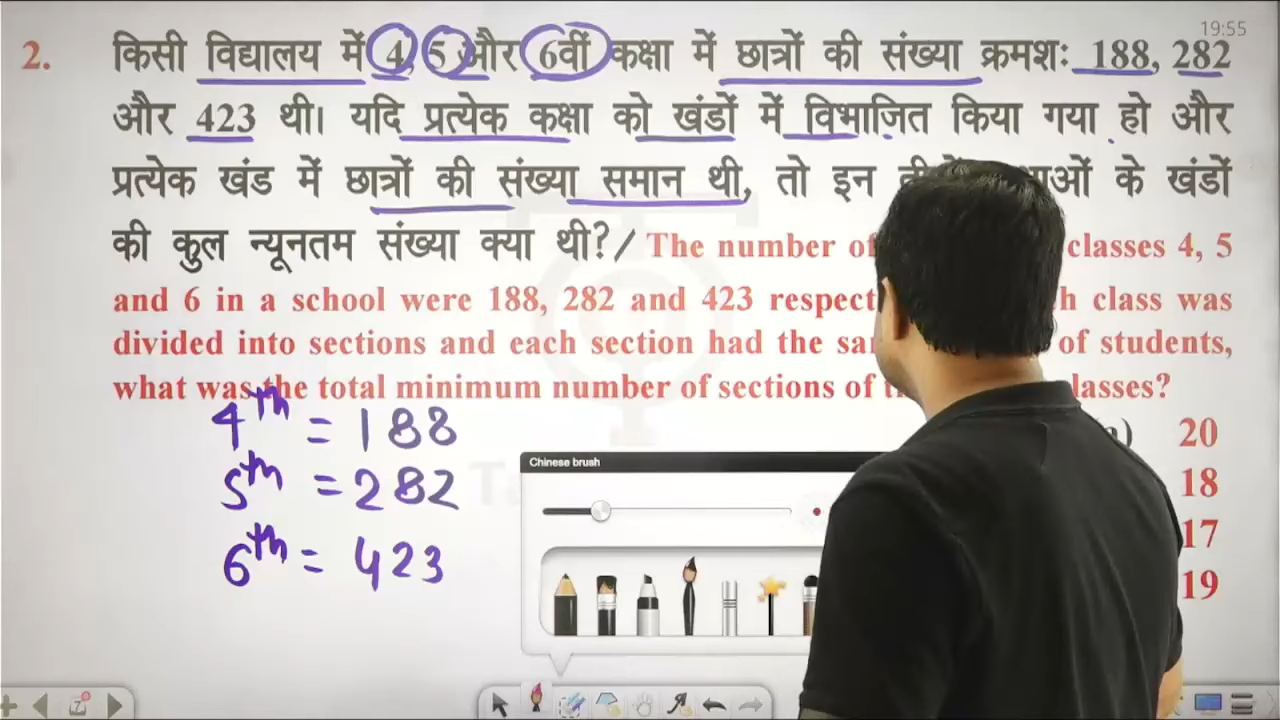 19:55
2. किसी विद्यालय में 4, 5 और 6वीं कक्षा में छात्रों की संख्या क्रमशः 188, 282
और 423 थी। यदि प्रत्येक कक्षा को खंडों में विभाजित किया गया हो और
प्रत्येक खंड में छात्रों की संख्या समान थी, तो इन के खंडों
की कुल न्यूनतम संख्या क्या थी?/ The number of classes 4, 5
and 6 in a school were 188, 282 and 423 class was
divided into sections and each section had the of students,
what was the total minimum number of sections of
4th = 188
5th = 282
6th = 423
20
18
17
19
Chinese brush